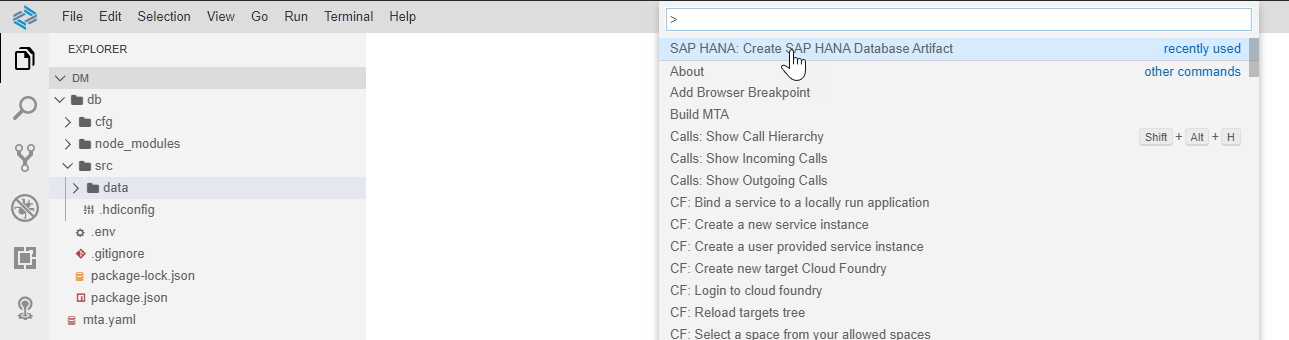 File Edit Selection View Go Run Terminal Help
EXPLORER
DM
db
cfg
node_modules
src
data
.hdiconfig
.env
.gitignore
package-lock.json
package.json
mta.yaml
>
SAP HANA: Create SAP HANA Database Artifact recently used
About other commands
Add Browser Breakpoint
Build MTA
Calls: Show Call Hierarchy Shift + Alt + H
Calls: Show Incoming Calls
Calls: Show Outgoing Calls
CF: Bind a service to a locally run application
CF: Create a new service instance
CF: Create a user provided service instance
CF: Create new target Cloud Foundry
CF: Login to cloud foundry
CF: Reload targets tree
CF: Select a space from your allowed spaces